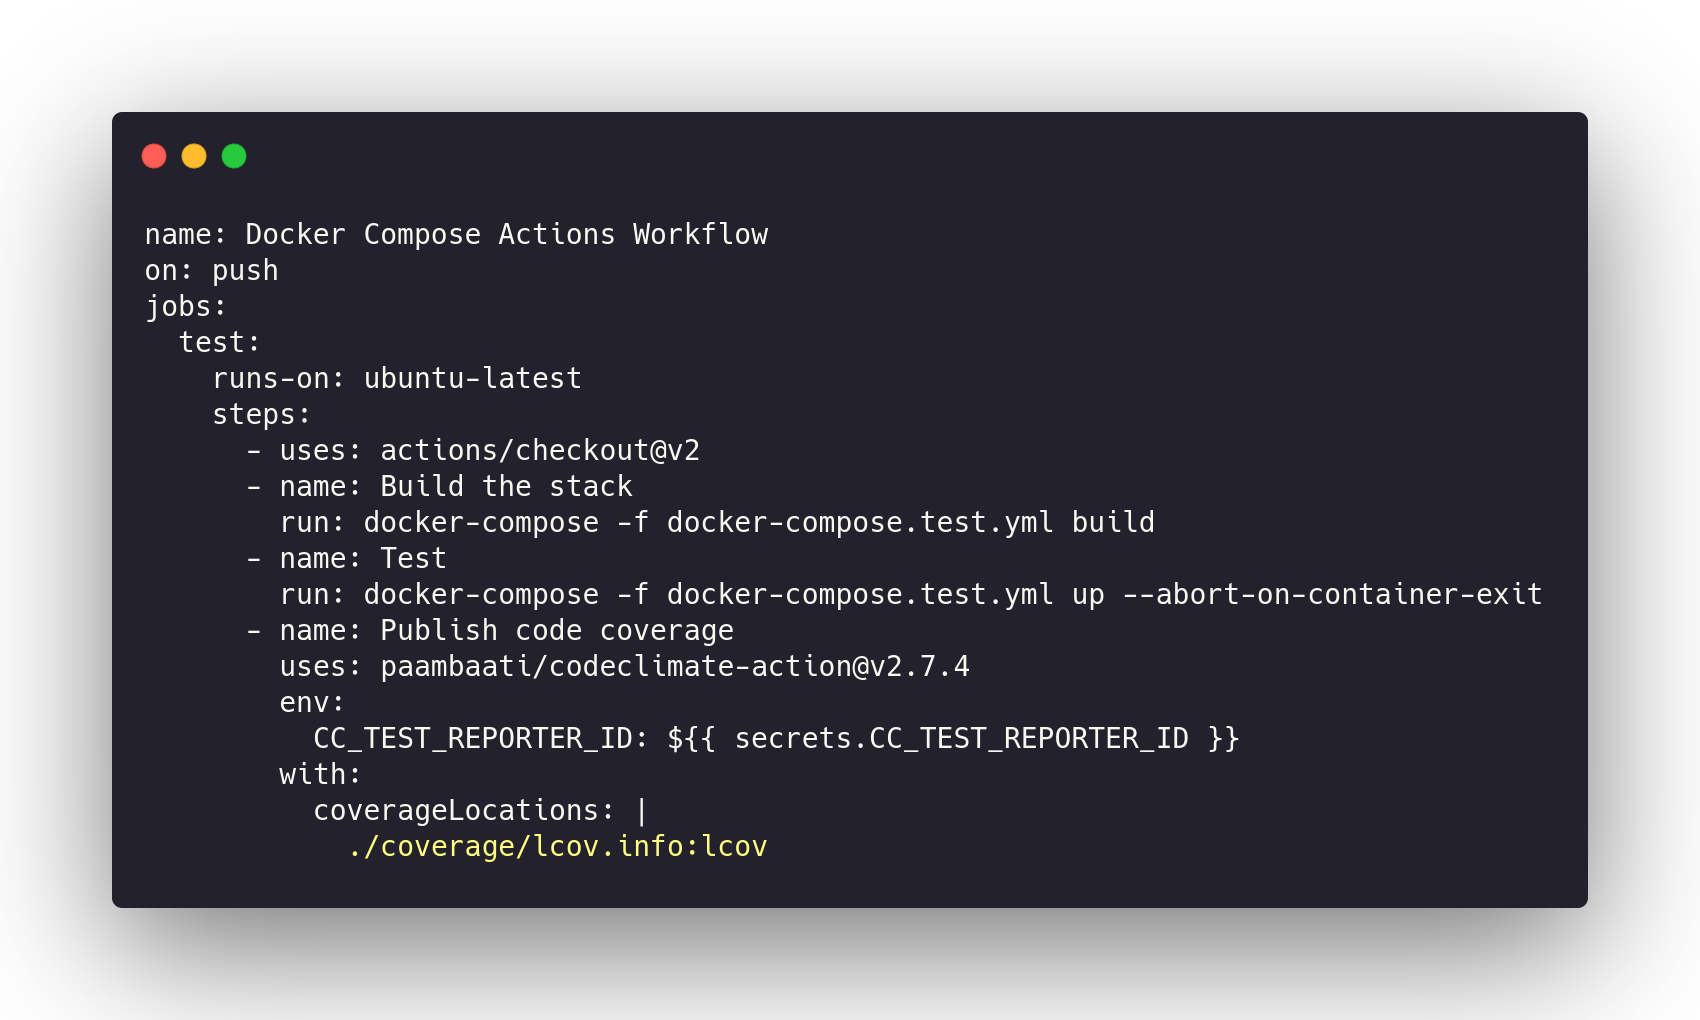 name: Docker Compose Actions Workflow
on: push
jobs:
  test:
    runs-on: ubuntu-latest
    steps:
      - uses: actions/checkout@v2
      - name: Build the stack
        run: docker-compose -f docker-compose.test.yml build
      - name: Test
        run: docker-compose -f docker-compose.test.yml up --abort-on-container-exit
      - name: Publish code coverage
        uses: paambaati/codeclimate-action@v2.7.4
        env:
          CC_TEST_REPORTER_ID: ${{ secrets.CC_TEST_REPORTER_ID }}
        with:
          coverageLocations: |
            ./coverage/lcov.info:lcov